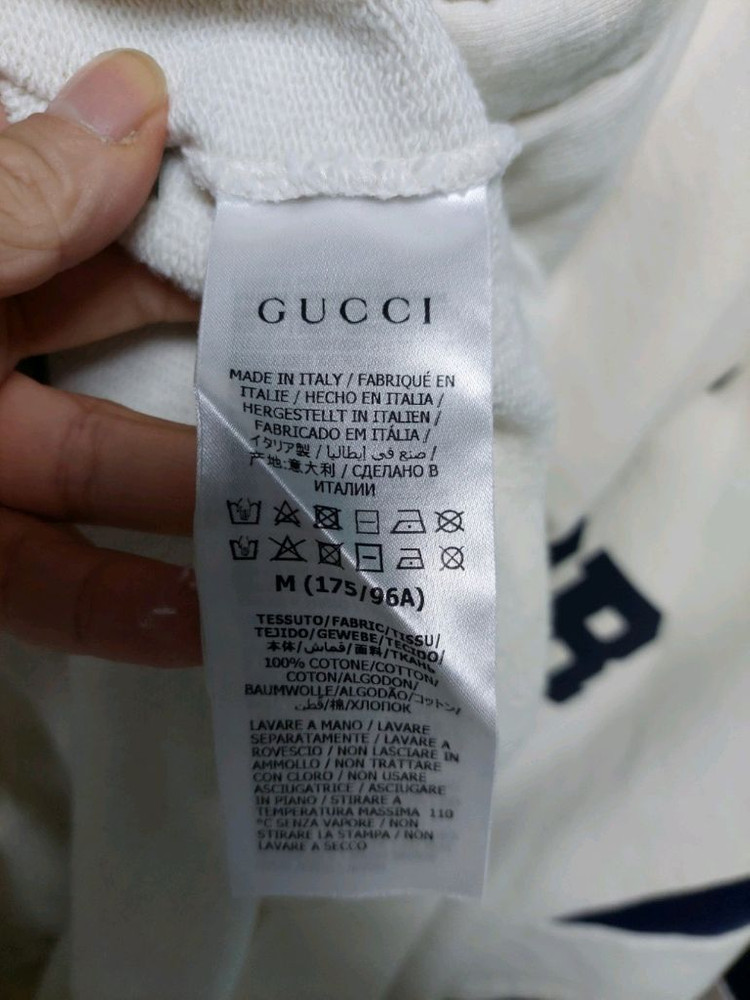 GUCCI
MADE IN ITALY / FABRIQUÉ EN
ITALIE / HECHO EN ITALIA /
HERGESTELLT IN ITALIEN /
FABRICADO EM ITÁLIA /
イタリア製 / صنع في إيطاليا /
产地:意大利 / СДЕЛАНО В
ИТАЛИИ
M (175/96A)
TESSUTO/FABRIC/TISSU/
TEJIDO/GEWEBE/TECIDO/
本体/قماش/面料/ТКАНЬ/
100% COTONE/COTTON/
COTON/ALGODON/
BAUMWOLLE/ALGODÃO/コットン/
قطن/棉/ХЛОПОК
LAVARE A MANO / LAVARE
SEPARATAMENTE / LAVARE A
ROVESCIO / NON LASCIARE IN
AMMOLLO / NON TRATTARE
CON CLORO / NON USARE
ASCIUGATRICE / ASCIUGARE
IN PIANO / STIRARE A
TEMPERATURA MASSIMA 110
°C SENZA VAPORE / NON
STIRARE LA STAMPA / NON
LAVARE A SECCO
R